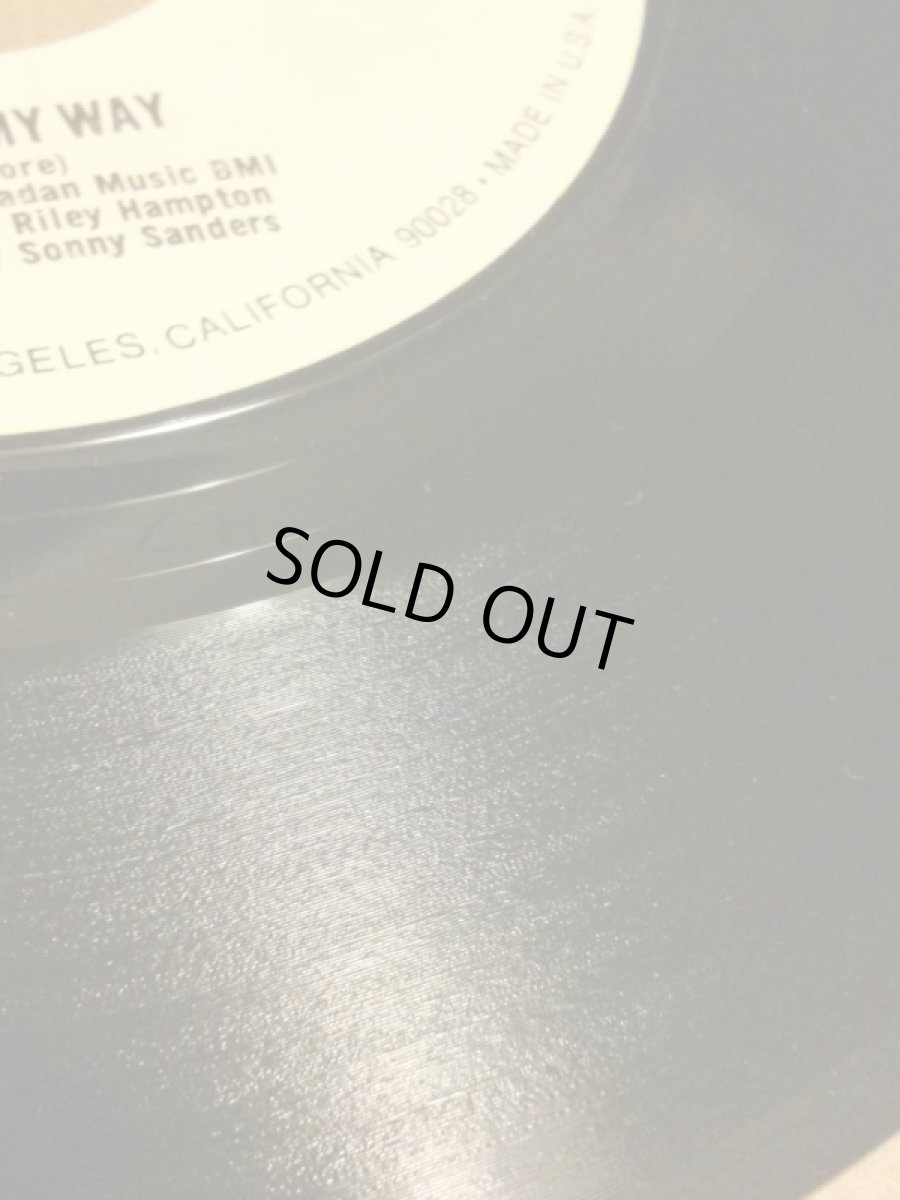 MY WAY
ore)
adan Music BMI
Riley Hampton
Sonny Sanders
GELES, CALIFORNIA 90028 • MADE IN U.S.A
SOLD OUT